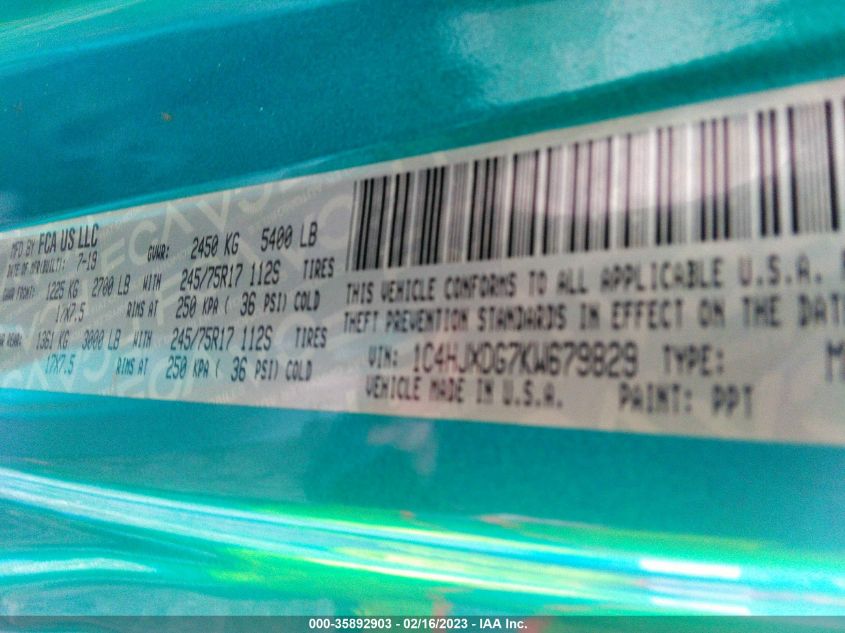 MFD BY FCA US LLC
DATE OF MFR(BUILT): 7-19 GVWR: 2450 KG 5400 LB
GAWR FRONT: 1225 KG 2700 LB WITH 245/75R17 112S TIRES
17X7.5 RIMS AT 250 KPA ( 36 PSI) COLD
REAR: 1361 KG 3000 LB WITH 245/75R17 112S TIRES
17X7.5 RIMS AT 250 KPA ( 36 PSI) COLD
THIS VEHICLE CONFORMS TO ALL APPLICABLE U.S.A.
THEFT PREVENTION STANDARDS IN EFFECT ON THE DAT
VIN: 1C4HJXDG7KW679829 TYPE: M
VEHICLE MADE IN U.S.A. PAINT: PPT
000-35892903 - 02/16/2023 - IAA Inc.